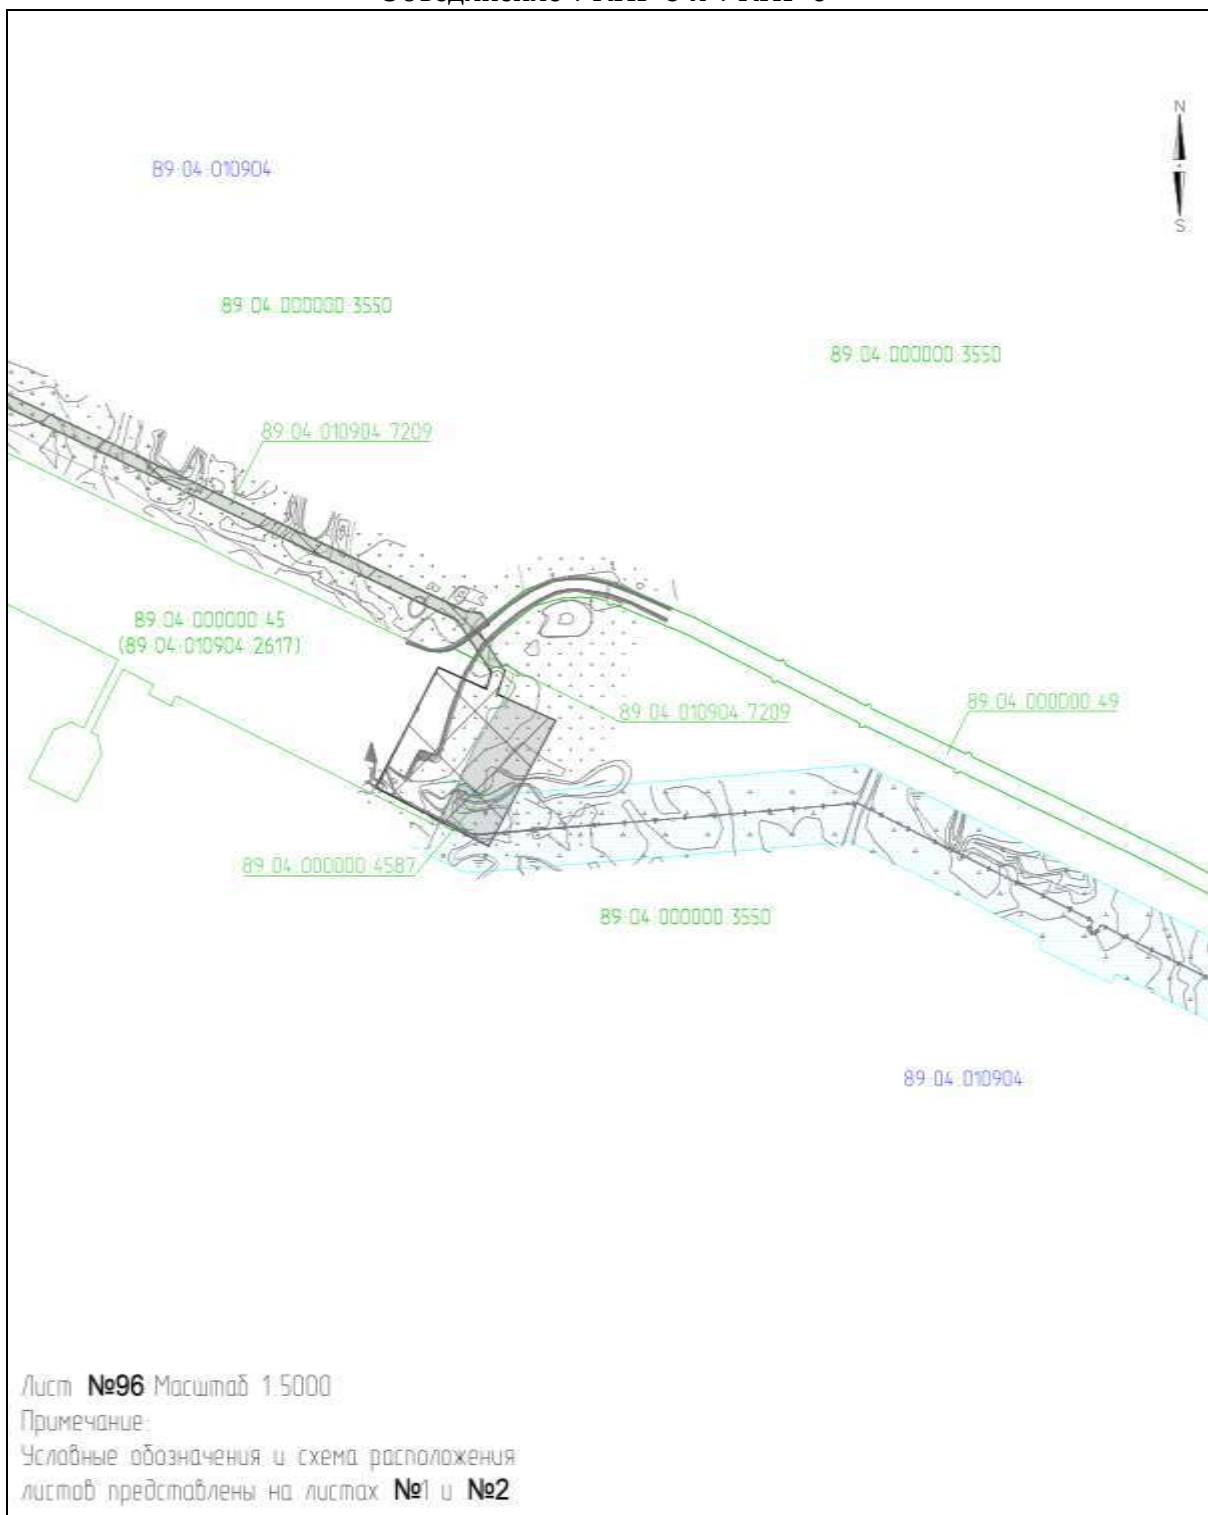 N
S
89:04:010904
89:04:000000:3550
89:04:000000:3550
89:04:010904:7209
89:04:000000:45
(89:04:010904:2617)
89:04:010904:7209
89:04:000000:49
89:04:000000:4587
89:04:000000:3550
89:04:010904
Лист №96 Масштаб 1:5000
Примечание:
Условные обозначения и схема расположения
листов представлены на листах №1 и №2